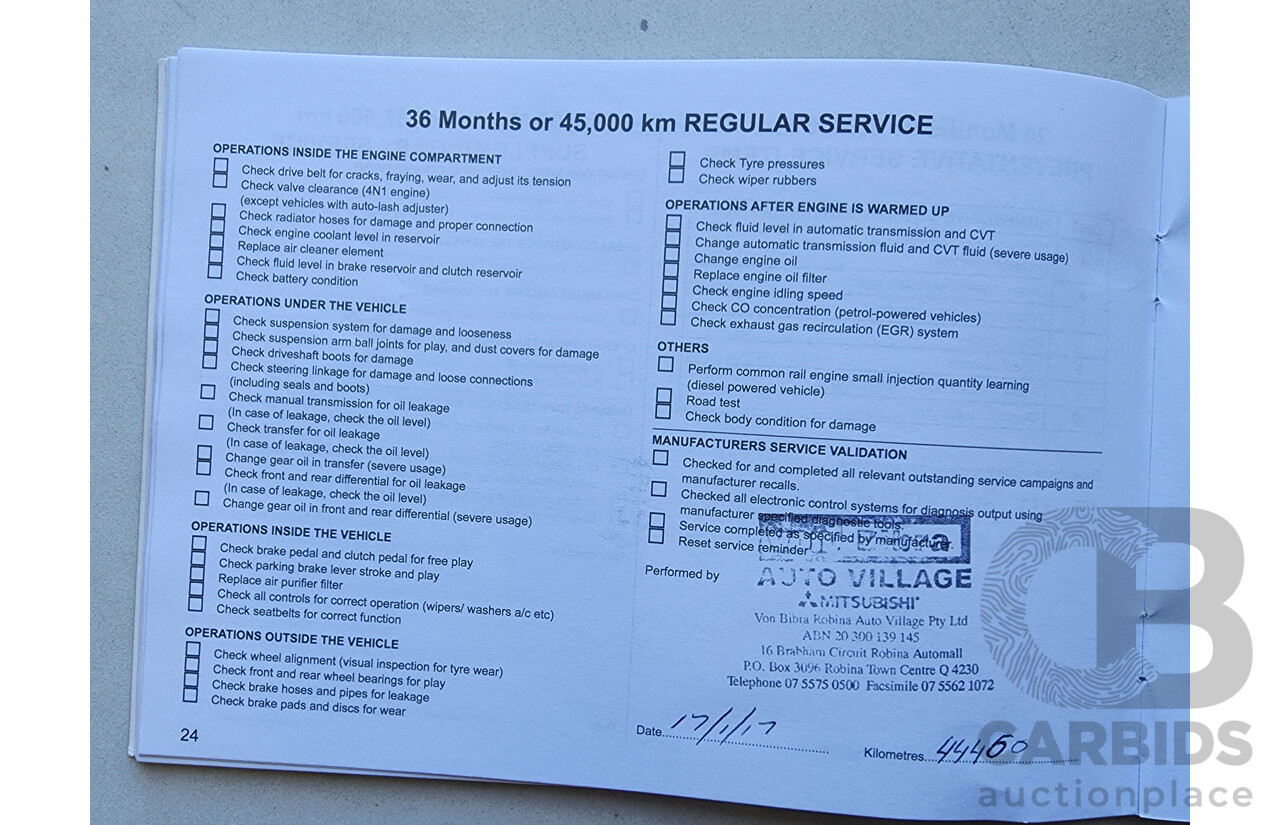 36 Months or 45,000 km REGULAR SERVICE
OPERATIONS INSIDE THE ENGINE COMPARTMENT
Check drive belt for cracks, fraying, wear, and adjust its tension
Check valve clearance (4N1 engine)
(except vehicles with auto-lash adjuster)
Check radiator hoses for damage and proper connection
Check engine coolant level in reservoir
Replace air cleaner element
Check fluid level in brake reservoir and clutch reservoir
Check battery condition
OPERATIONS UNDER THE VEHICLE
Check suspension system for damage and looseness
Check suspension arm ball joints for play, and dust covers for damage
Check driveshaft boots for damage
Check steering linkage for damage and loose connections
(including seals and boots)
Check manual transmission for oil leakage
(In case of leakage, check the oil level)
Check transfer for oil leakage
(In case of leakage, check the oil level)
Change gear oil in transfer (severe usage)
Check front and rear differential for oil leakage
(In case of leakage, check the oil level)
Change gear oil in front and rear differential (severe usage)
OPERATIONS INSIDE THE VEHICLE
Check brake pedal and clutch pedal for free play
Check parking brake lever stroke and play
Replace air purifier filter
Check all controls for correct operation (wipers/ washers a/c etc)
Check seatbelts for correct function
OPERATIONS OUTSIDE THE VEHICLE
Check wheel alignment (visual inspection for tyre wear)
Check front and rear wheel bearings for play
Check brake hoses and pipes for leakage
Check brake pads and discs for wear
24
Check Tyre pressures
Check wiper rubbers
OPERATIONS AFTER ENGINE IS WARMED UP
Check fluid level in automatic transmission and CVT
Change automatic transmission fluid and CVT fluid (severe usage)
Change engine oil
Replace engine oil filter
Check engine idling speed
Check CO concentration (petrol-powered vehicles)
Check exhaust gas recirculation (EGR) system
OTHERS
Perform common rail engine small injection quantity learning
(diesel powered vehicle)
Road test
Check body condition for damage
MANUFACTURERS SERVICE VALIDATION
Checked for and completed all relevant outstanding service campaigns and
manufacturer recalls.
Checked all electronic control systems for diagnosis output using
manufacturer specified diagnostic tools.
Service completed as specified by manufacturer.
Reset service reminder
Performed by
AUTO VILLAGE
MITSUBISHI
Von Bibra Robina Auto Village Pty Ltd
ABN 20 300 139 145
16 Brabham Circuit Robina Automall
P.O. Box 3096 Robina Town Centre Q 4230
Telephone 07 5575 0500 Facsimile 07 5562 1072
Date 17/1/17
Kilometres 44460
CARBIDS
auctionplace